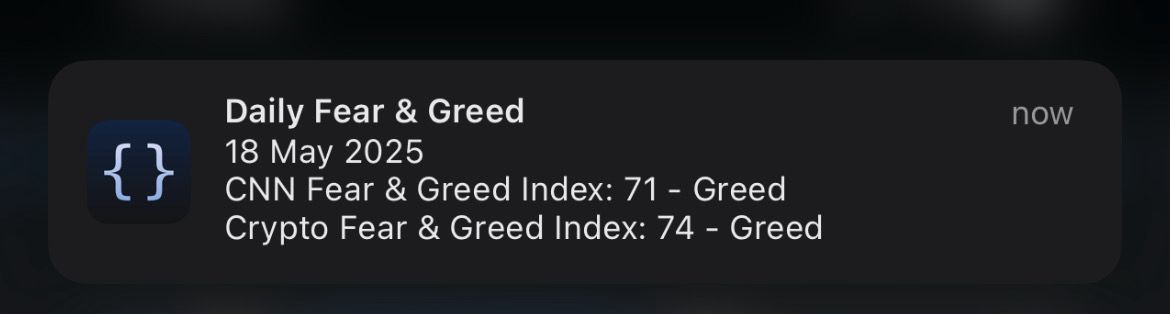 {}
Daily Fear & Greed
now
18 May 2025
CNN Fear & Greed Index: 71 - Greed
Crypto Fear & Greed Index: 74 - Greed